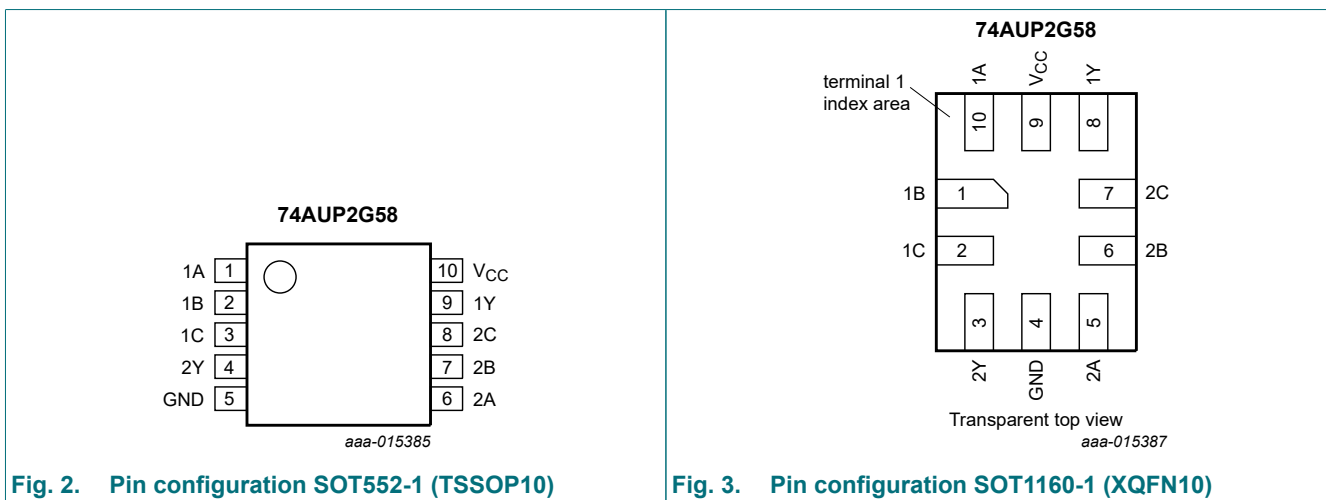 74AUP2G58
1A 1 10 VCC
1B 2 9 1Y
1C 3 8 2C
2Y 4 7 2B
GND 5 6 2A
aaa-015385
Fig. 2. Pin configuration SOT552-1 (TSSOP10)
74AUP2G58
terminal 1
index area
1A VCC 1Y
10 9 8
1B 1 7 2C
1C 2 6 2B
3 4 5
2Y GND 2A
Transparent top view
aaa-015387
Fig. 3. Pin configuration SOT1160-1 (XQFN10)